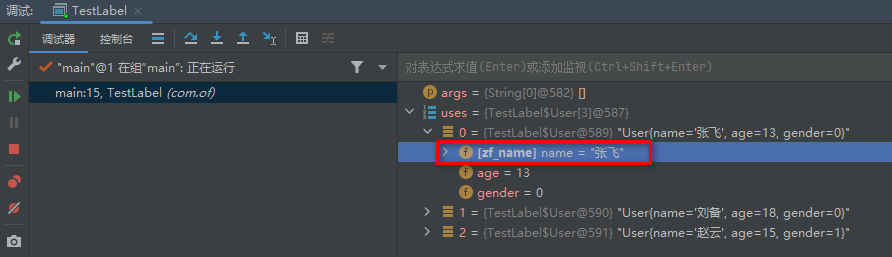 调试: TestLabel
调试器 控制台
"main"@1 在组"main": 正在运行
main:15, TestLabel (com.of)
对表达式求值(Enter)或添加监视(Ctrl+Shift+Enter)
args = {String[0]@582} []
uses = {TestLabel$User[3]@587}
0 = {TestLabel$User@589} "User{name='张飞', age=13, gender=0}"
[zf_name] name = "张飞"
age = 13
gender = 0
1 = {TestLabel$User@590} "User{name='刘备', age=18, gender=0}"
2 = {TestLabel$User@591} "User{name='赵云', age=15, gender=1}"